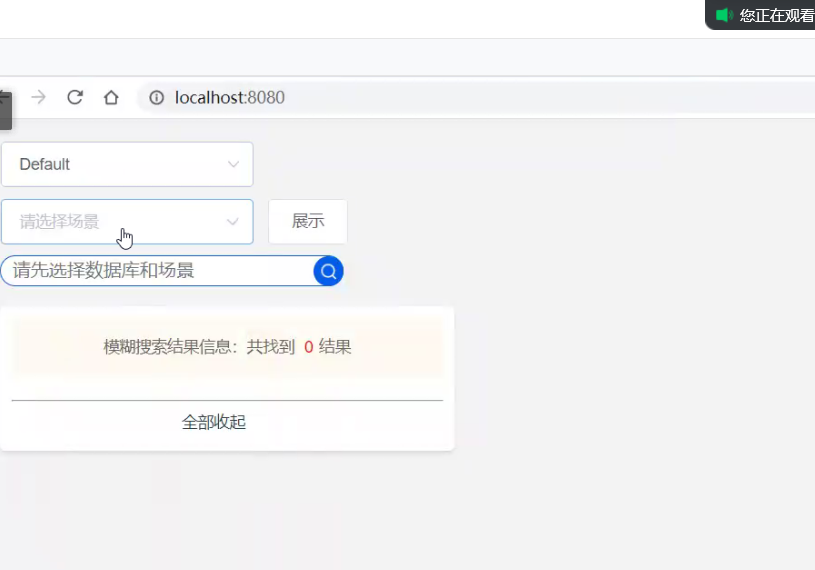 您正在观看
localhost:8080
Default
请选择场景
展示
请先选择数据库和场景
模糊搜索结果信息：共找到 0 结果
全部收起